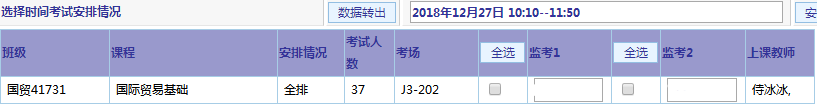 选择时间考试安排情况 数据转出 2018年12月27日 10:10--11:50 安
班级 课程 安排情况 考试人数 考场 全选 监考1 全选 监考2 上课教师
国贸41731 国际贸易基础 全排 37 J3-202 侍冰冰,